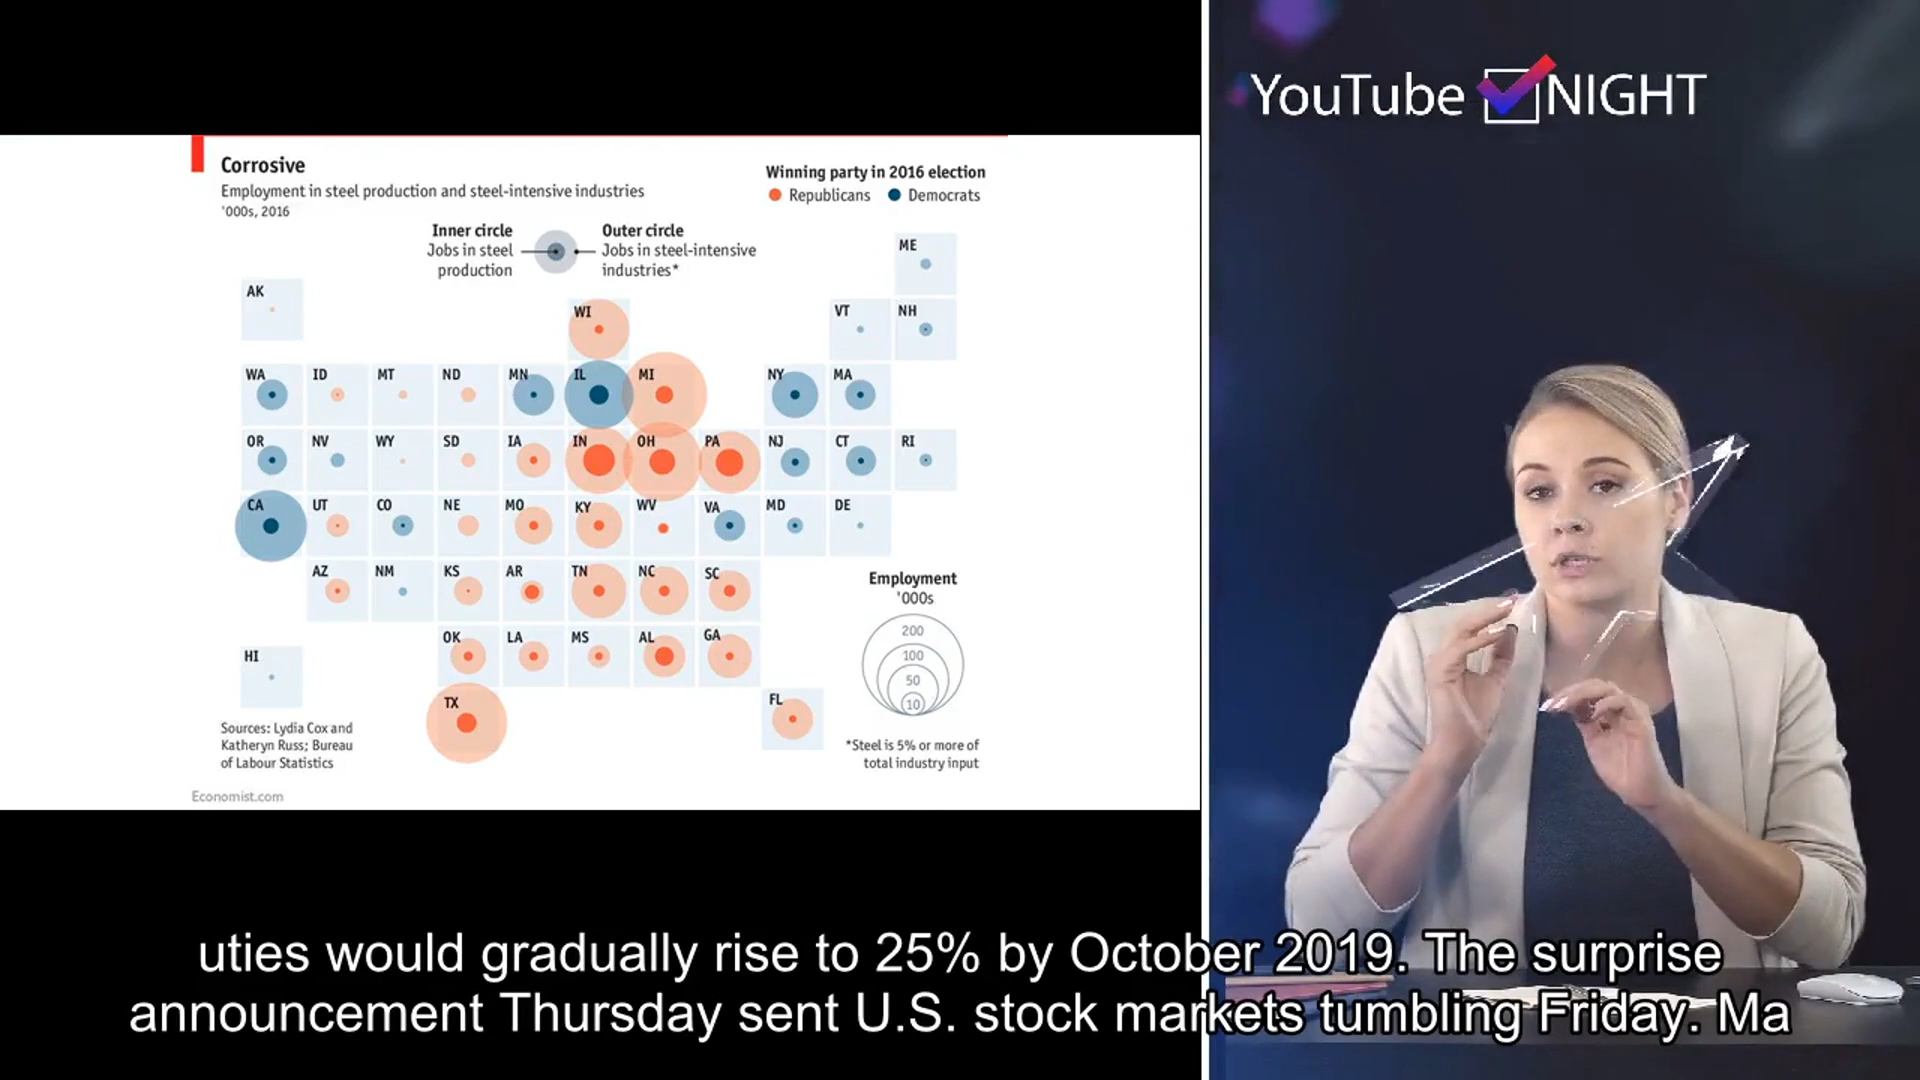 YouTube NIGHT
Corrosive
Employment in steel production and steel-intensive industries
'000s, 2016
Winning party in 2016 election
Republicans Democrats
Inner circle
Jobs in steel
production
Outer circle
Jobs in steel-intensive
industries*
ME
AK
WI
VT NH
WA ID MT ND MN IL MI NY MA
OR NV WY SD IA IN OH PA NJ CT RI
CA UT CO NE MO KY WV VA MD DE
AZ NM KS AR TN NC SC
OK LA MS AL GA
HI
TX
FL
Employment
'000s
200
100
50
10
Sources: Lydia Cox and
Katheryn Russ; Bureau
of Labour Statistics
*Steel is 5% or more of
total industry input
Economist.com
uties would gradually rise to 25% by October 2019. The surprise
announcement Thursday sent U.S. stock markets tumbling Friday. Ma